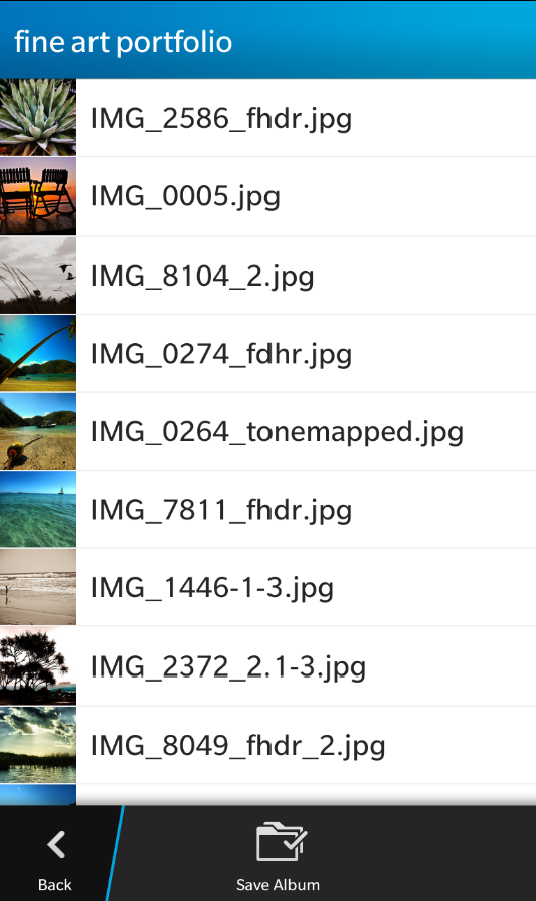 fine art portfolio
IMG_2586_fhdr.jpg
IMG_0005.jpg
IMG_8104_2.jpg
IMG_0274_fdhr.jpg
IMG_0264_tonemapped.jpg
IMG_7811_fhdr.jpg
IMG_1446-1-3.jpg
IMG_2372_2.1-3.jpg
IMG_8049_fhdr_2.jpg
Back
Save Album